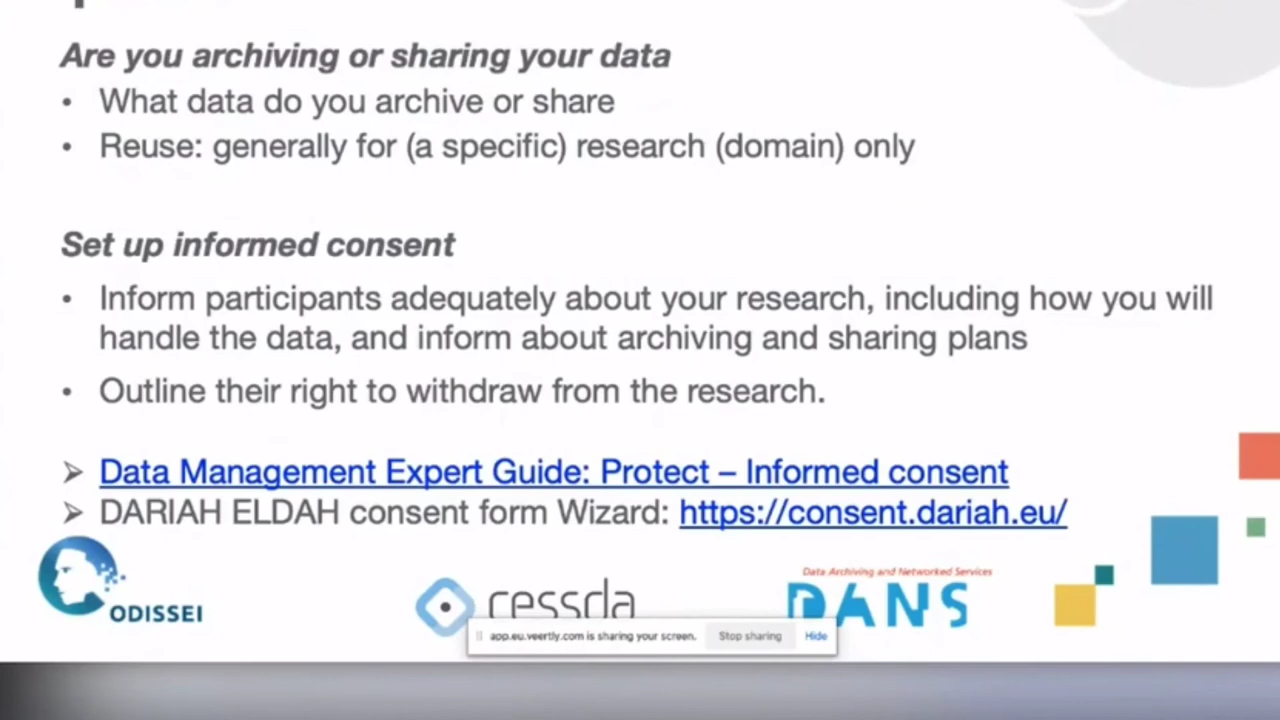 Are you archiving or sharing your data
• What data do you archive or share
• Reuse: generally for (a specific) research (domain) only
Set up informed consent
• Inform participants adequately about your research, including how you will
handle the data, and inform about archiving and sharing plans
• Outline their right to withdraw from the research.
➢ Data Management Expert Guide: Protect – Informed consent
➢ DARIAH ELDAH consent form Wizard: https://consent.dariah.eu/
ODISSEI
cessda
Data Archiving and Networked Services
DANS
app.eu.veertly.com is sharing your screen. Stop sharing Hide